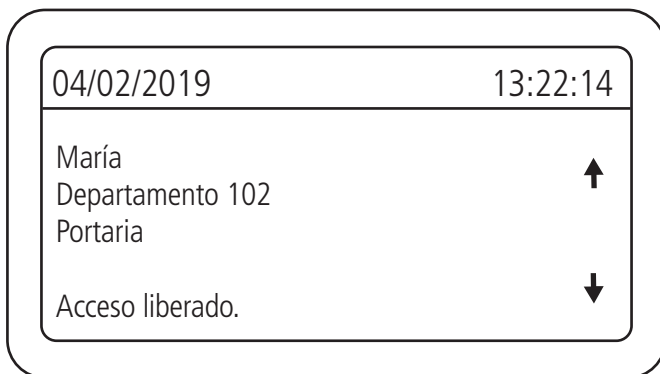 04/02/2019 13:22:14
María
Departamento 102
Portaria
Acceso liberado.